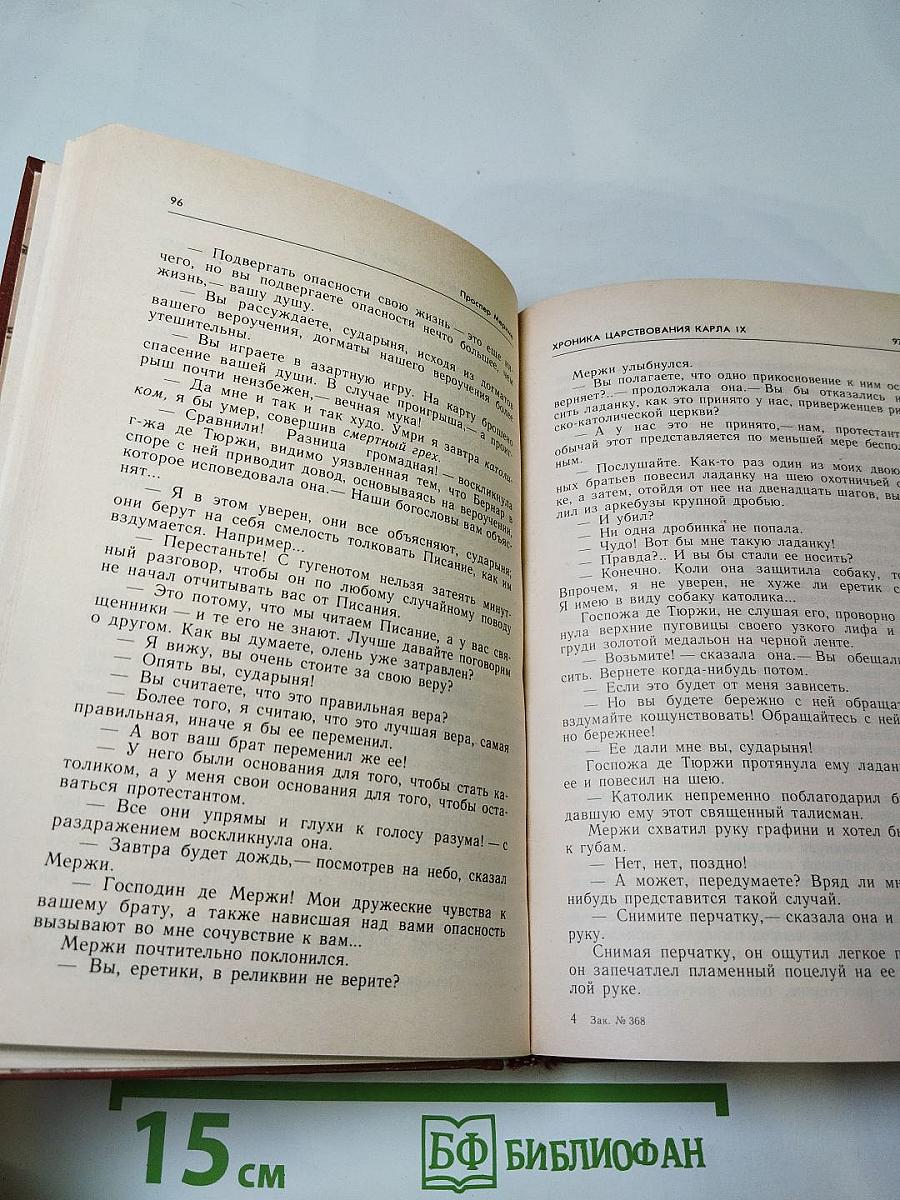 96
Проспер Мериме
— Подвергать опасности свою жизнь — это еще ни-
чего, но вы подвергаете опасности нечто большее, чем
жизнь,— вашу душу.
— Вы рассуждаете, сударыня, исходя из догматов
вашего вероучения, догматы нашего вероучения более
утешительны.
— Вы играете в азартную игру. На карту брошено
спасение вашей души. В случае проигрыша,— а проиг-
рыш почти неизбежен,— вечная мука!
— Да мне и так и так худо. Умри я завтра католи-
ком, я бы умер, совершив смертный грех.
— Сравнили! Разница громадная! — воскликнула
г-жа де Тюржи, видимо уязвленная тем, что Бернар в
споре с ней приводит довод, основываясь на вероучении,
которое исповедовала она.— Наши богословы вам объяс-
нят...
— Я в этом уверен, они все объясняют, сударыня;
они берут на себя смелость толковать Писание, как им
вздумается. Например...
— Перестаньте! С гугенотом нельзя затеять минут-
ный разговор, чтобы он по любому случайному поводу
не начал отчитывать вас от Писания.
— Это потому, что мы читаем Писание, а у вас свя-
щенники — и те его не знают. Лучше давайте поговорим
о другом. Как вы думаете, олень уже затравлен?
— Я вижу, вы очень стоите за свою веру?
— Опять вы, сударыня!
— Вы считаете, что это правильная вера?
— Более того, я считаю, что это лучшая вера, самая
правильная, иначе я бы ее переменил.
— А вот ваш брат переменил же ее!
— У него были основания для того, чтобы стать ка-
толиком, а у меня свои основания для того, чтобы оста-
ваться протестантом.
— Все они упрямы и глухи к голосу разума! — с
раздражением воскликнула она.
— Завтра будет дождь,— посмотрев на небо, сказал
Мержи.
— Господин де Мержи! Мои дружеские чувства к
вашему брату, а также нависшая над вами опасность
вызывают во мне сочувствие к вам...
Мержи почтительно поклонился.
— Вы, еретики, в реликвии не верите?
ХРОНИКА ЦАРСТВОВАНИЯ КАРЛА IX
97
Мержи улыбнулся.
— Вы полагаете, что одно прикосновение к ним ос
верняет?..— продолжала она.— Вы бы отказались н
сить ладанку, как это принято у нас, приверженцев ри
ско-католической церкви?
— А у нас это не принято,— нам, протестант
обычай этот представляется по меньшей мере беспол
ным.
— Послушайте. Как-то раз один из моих двою
ных братьев повесил ладанку на шею охотничьей с
ке, а затем, отойдя от нее на двенадцать шагов, вы
лил из аркебузы крупной дробью.
— И убил?
— Ни одна дробинка не попала.
— Чудо! Вот бы мне такую ладанку!
— Правда?.. И вы бы стали ее носить?
— Конечно. Коли она защитила собаку, то
Впрочем, я не уверен, не хуже ли еретик с
Я имею в виду собаку католика...
Госпожа де Тюржи, не слушая его, проворно
нула верхние пуговицы своего узкого лифа и
груди золотой медальон на черной ленте.
— Возьмите! — сказала она.— Вы обещали
сить. Вернете когда-нибудь потом.
— Если это будет от меня зависеть.
— Но вы будете бережно с ней обращат
вздумайте кощунствовать! Обращайтесь с ней
но бережнее!
— Ее дали мне вы, сударыня!
Госпожа де Тюржи протянула ему ладан
ее и повесил на шею.
— Католик непременно поблагодарил б
давшую ему этот священный талисман.
Мержи схватил руку графини и хотел бы
к губам.
— Нет, нет, поздно!
— А может, передумаете? Вряд ли мн
нибудь представится такой случай.
— Снимите перчатку,— сказала она и
руку.
Снимая перчатку, он ощутил легкое п
он запечатлел пламенный поцелуй на ее
лой руке.
4 Зак. № 368
15 см
БФ БИБЛИОФАН